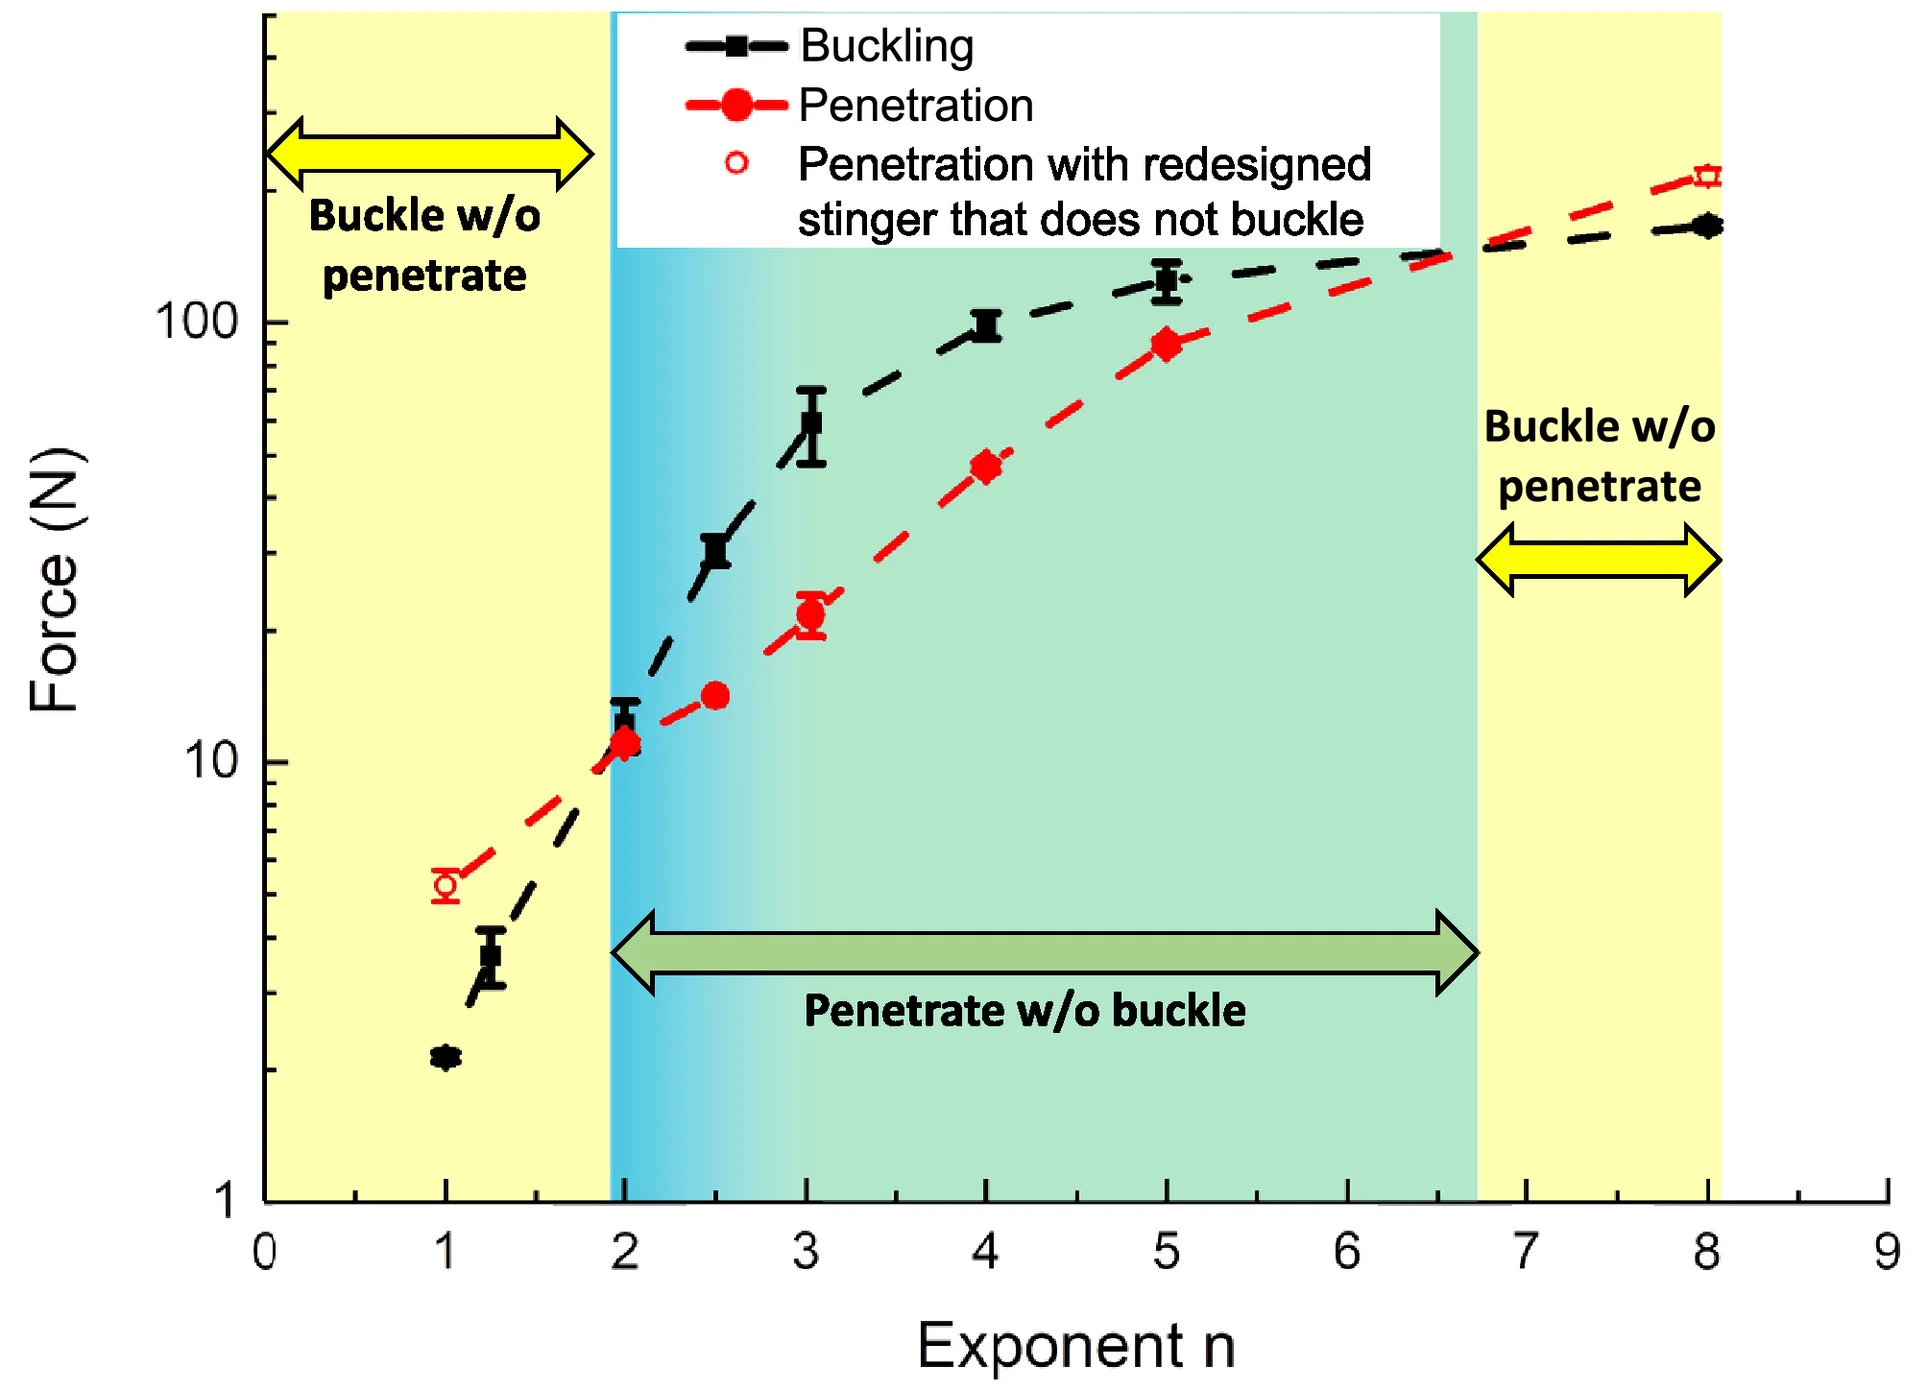 Buckling
Penetration
Penetration with redesigned
stinger that does not buckle
Buckle w/o
penetrate
Buckle w/o
penetrate
Penetrate w/o buckle
Force (N)
100
10
1
0 1 2 3 4 5 6 7 8 9
Exponent n